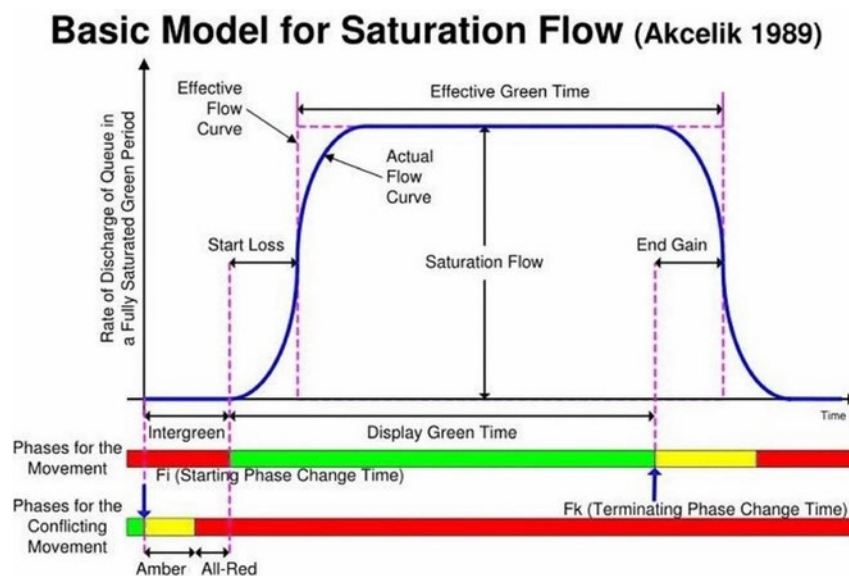 Basic Model for Saturation Flow (Akcelik 1989)
Effective
Flow
Curve
Effective Green Time
Rate of Discharge of Queue in
a Fully Saturated Green Period
Actual
Flow
Curve
Start Loss
End Gain
Saturation Flow
Time
Intergreen
Display Green Time
Phases for the
Movement
Fi (Starting Phase Change Time)
Fk (Terminating Phase Change Time)
Phases for the
Conflicting
Movement
Amber
All-Red